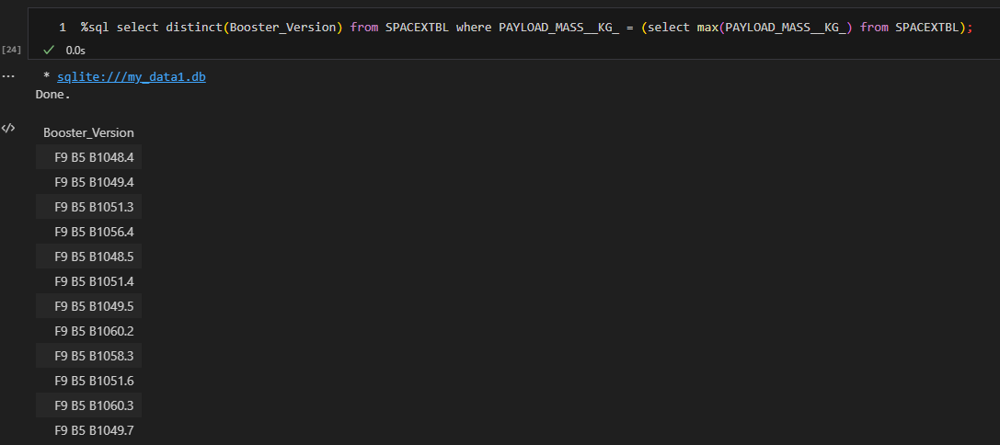 1 %sql select distinct(Booster_Version) from SPACEXTBL where PAYLOAD_MASS__KG_ = (select max(PAYLOAD_MASS__KG_) from SPACEXTBL);
[24] ✓ 0.0s
... * sqlite:///my_data1.db
Done.
</> Booster_Version
F9 B5 B1048.4
F9 B5 B1049.4
F9 B5 B1051.3
F9 B5 B1056.4
F9 B5 B1048.5
F9 B5 B1051.4
F9 B5 B1049.5
F9 B5 B1060.2
F9 B5 B1058.3
F9 B5 B1051.6
F9 B5 B1060.3
F9 B5 B1049.7